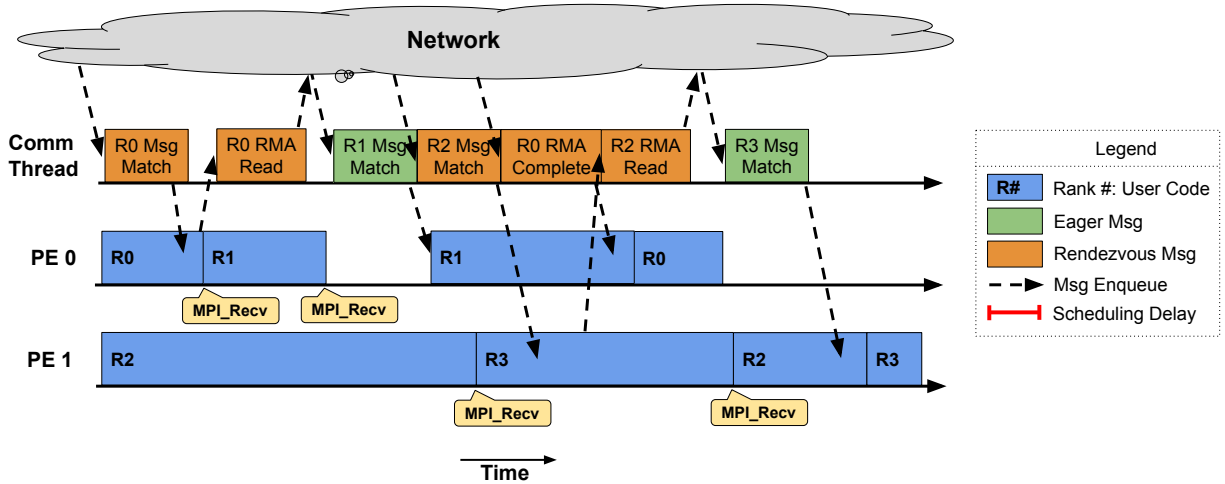 Network
Comm
Thread
R0 Msg
Match
R0 RMA
Read
R1 Msg
Match
R2 Msg
Match
R0 RMA
Complete
R2 RMA
Read
R3 Msg
Match
PE 0
R0
R1
R1
R0
MPI_Recv
MPI_Recv
PE 1
R2
R3
R2
R3
MPI_Recv
MPI_Recv
Time
Legend
R#
Rank #: User Code
Eager Msg
Rendezvous Msg
Msg Enqueue
Scheduling Delay